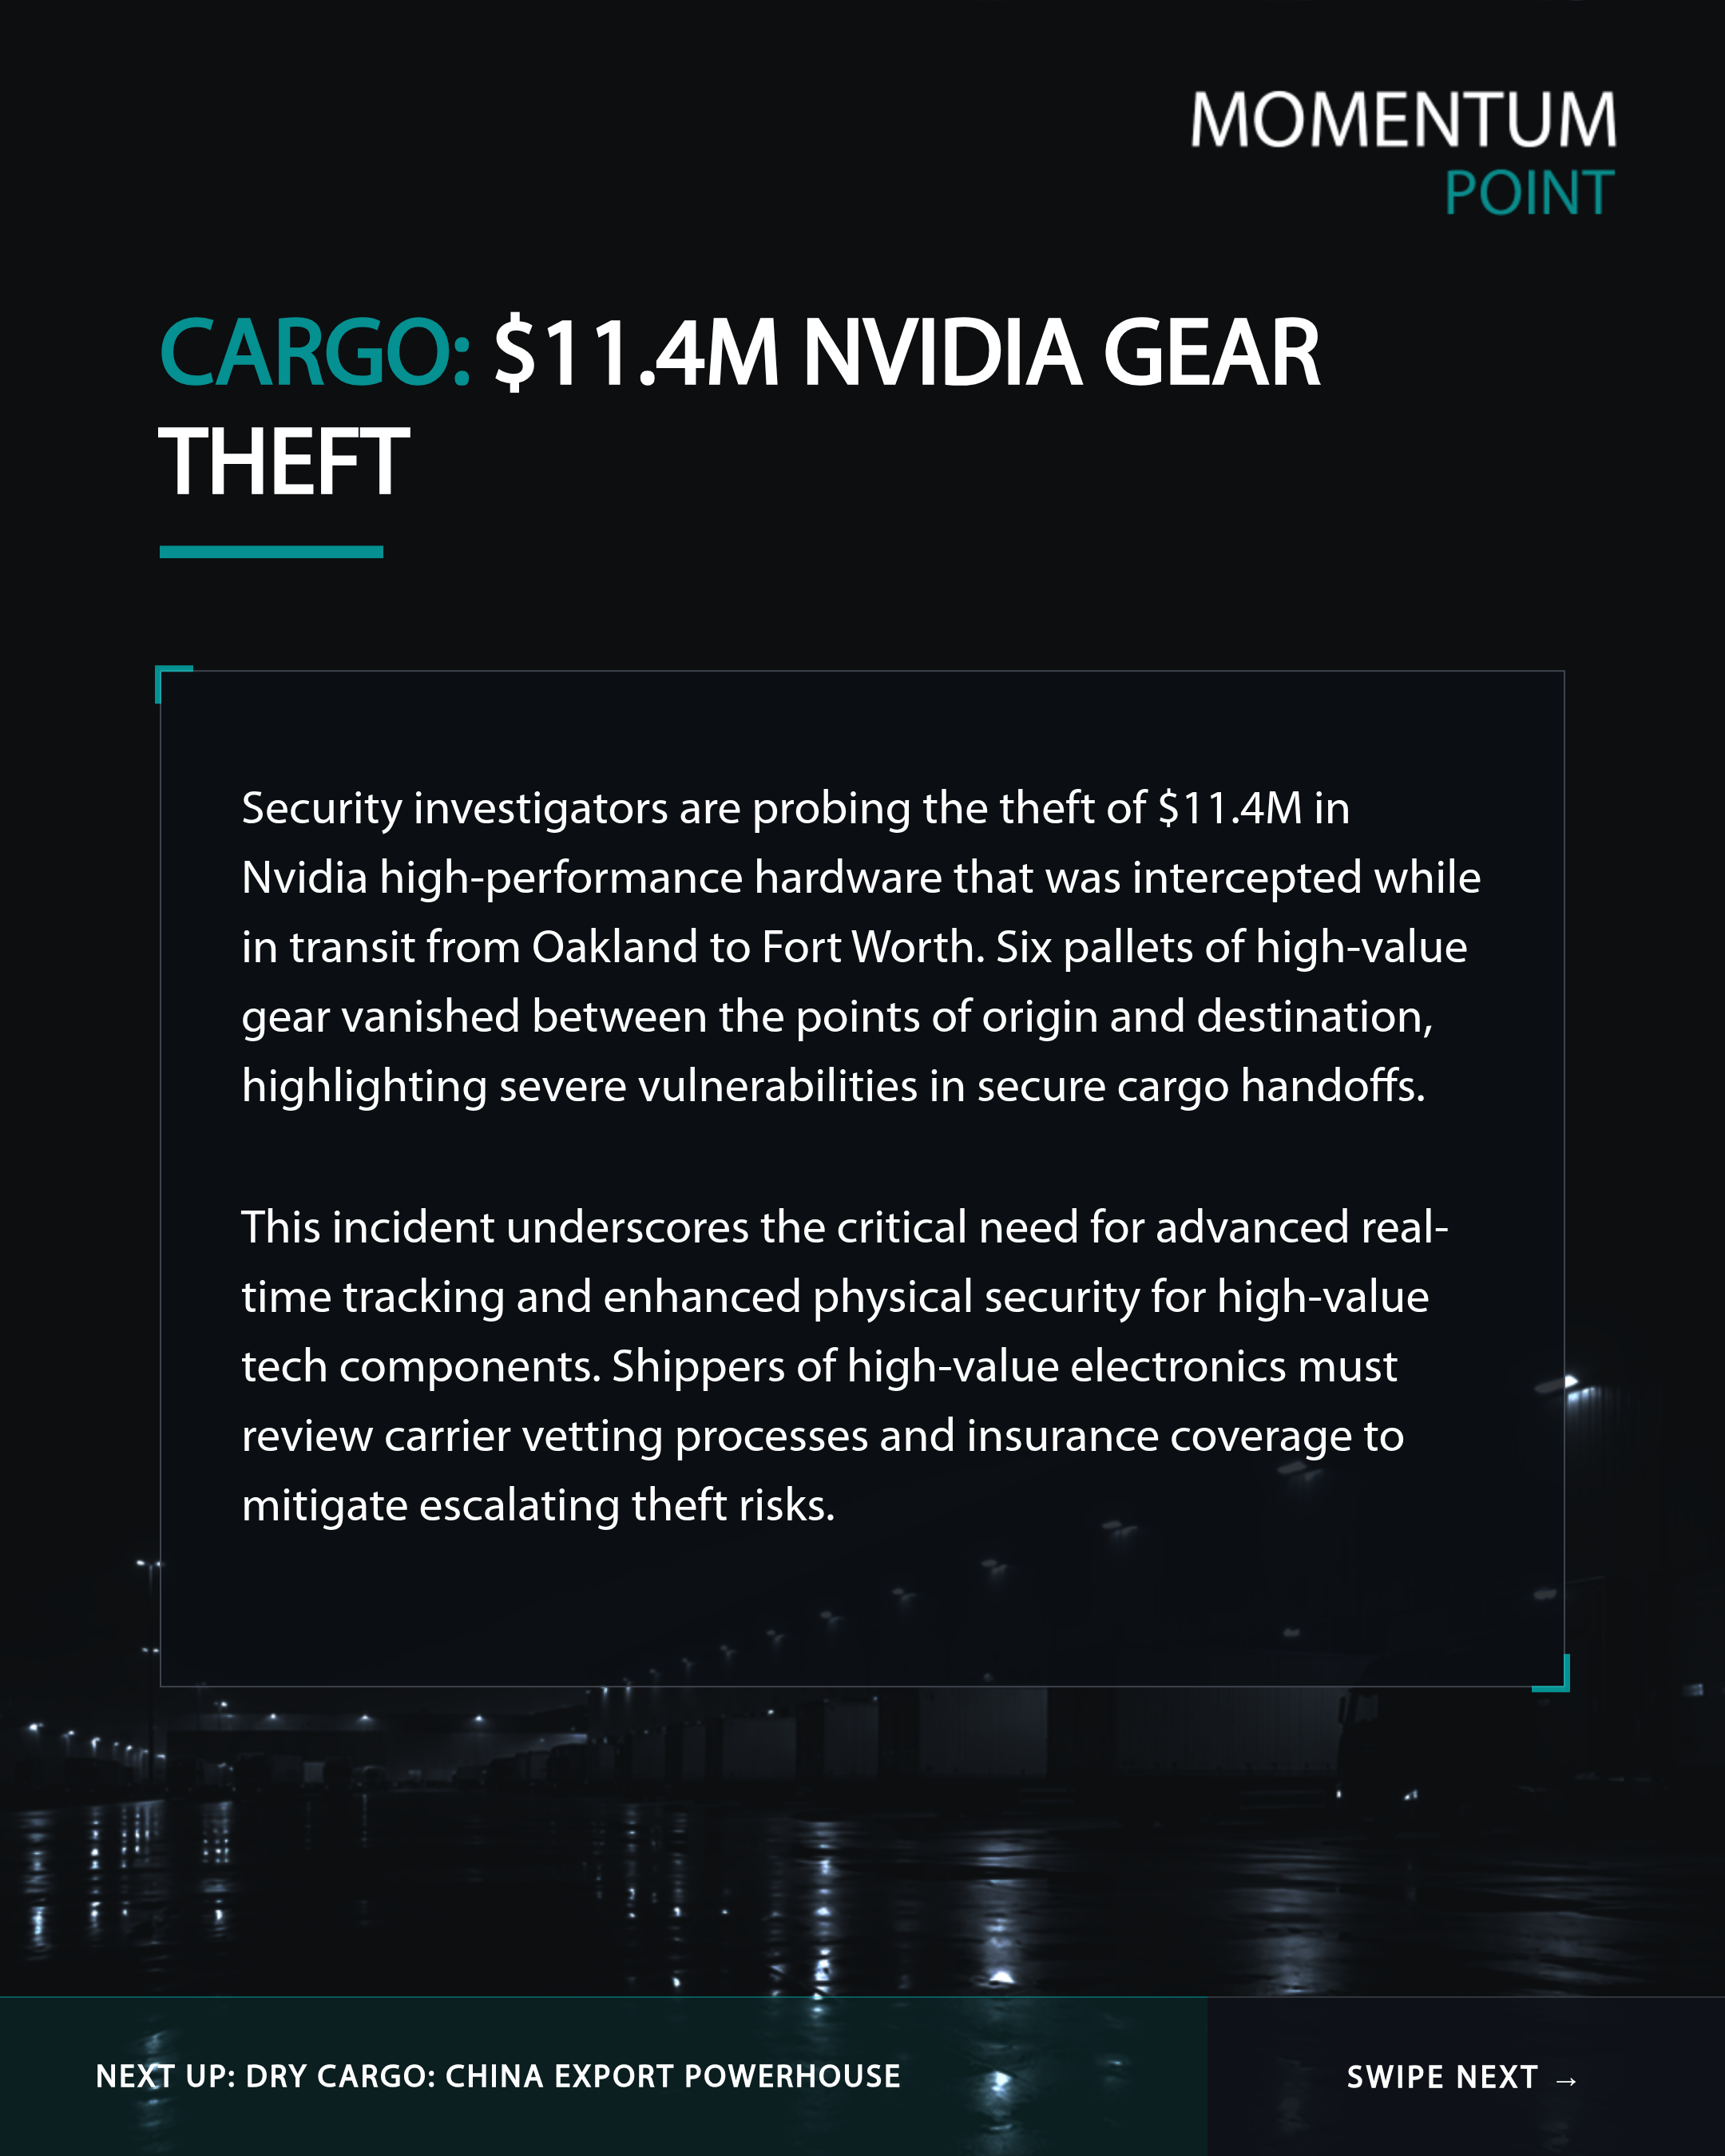 MOMENTUM
POINT
CARGO: $11.4M NVIDIA GEAR
THEFT
Security investigators are probing the theft of $11.4M in
Nvidia high-performance hardware that was intercepted while
in transit from Oakland to Fort Worth. Six pallets of high-value
gear vanished between the points of origin and destination,
highlighting severe vulnerabilities in secure cargo handoffs.
This incident underscores the critical need for advanced real-
time tracking and enhanced physical security for high-value
tech components. Shippers of high-value electronics must
review carrier vetting processes and insurance coverage to
mitigate escalating theft risks.
NEXT UP: DRY CARGO: CHINA EXPORT POWERHOUSE
SWIPE NEXT →